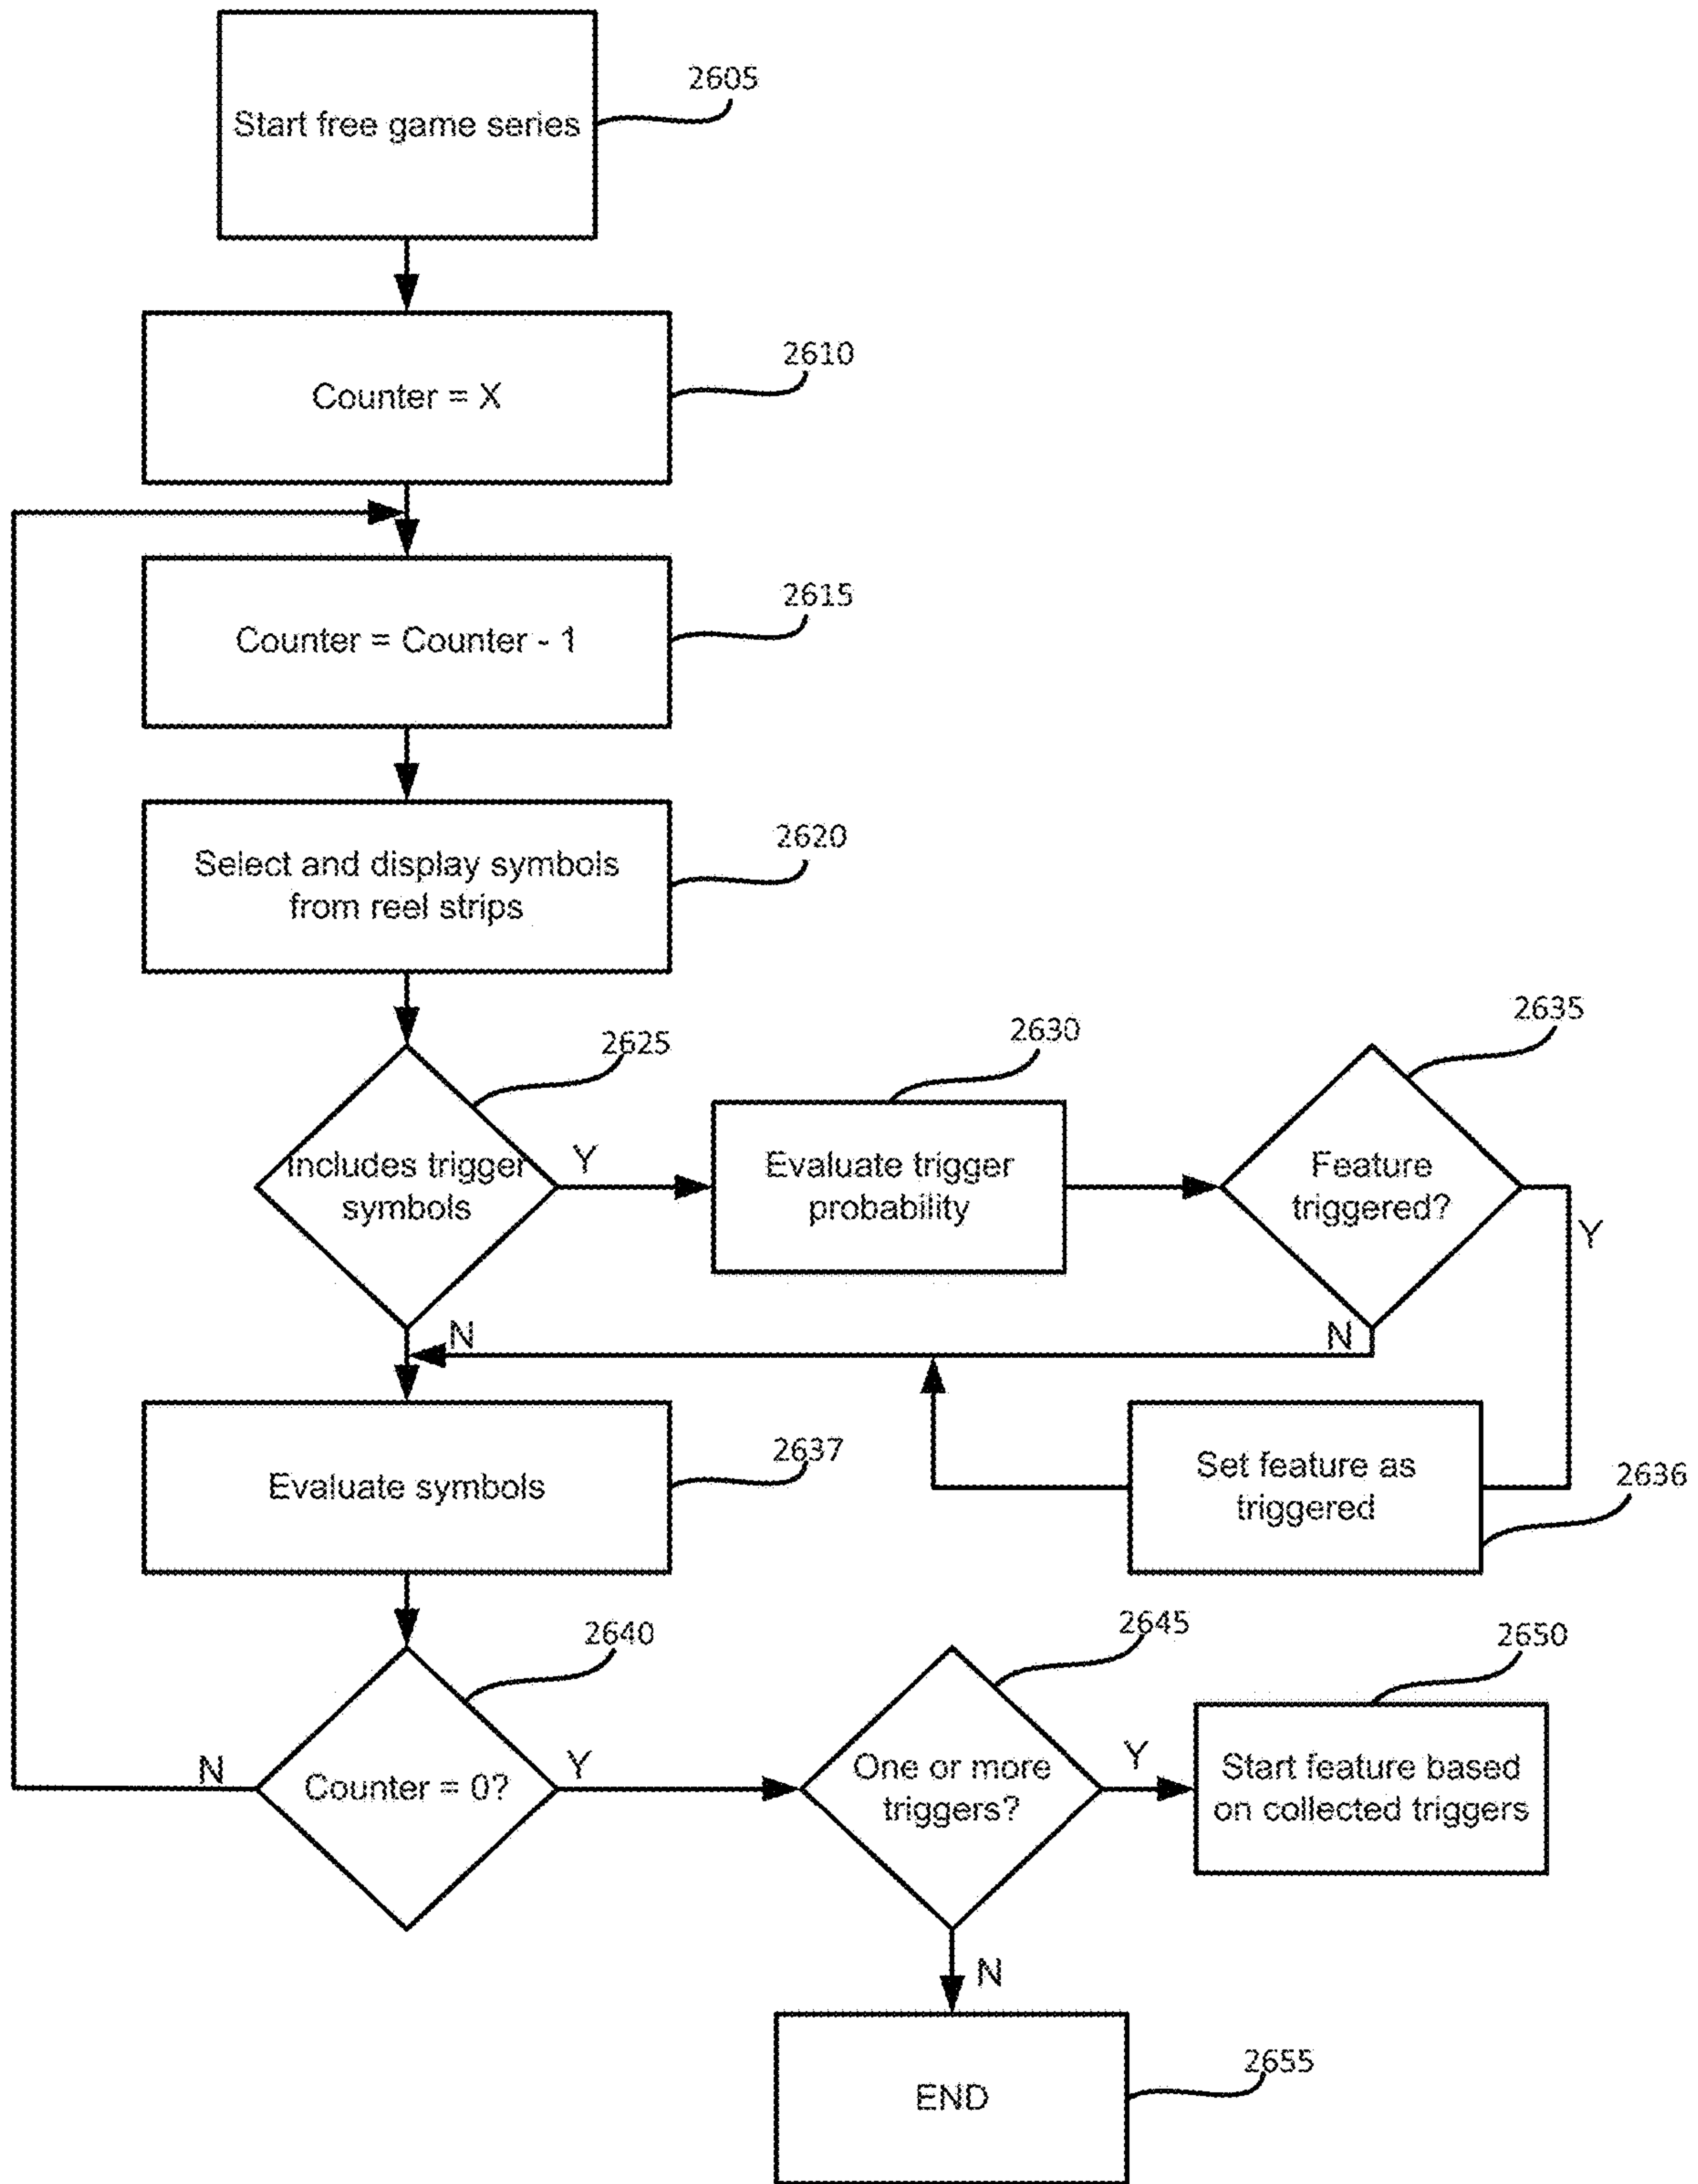 2605
Start free game series
2610
Counter = X
2615
Counter = Counter - 1
2620
Select and display symbols
from reel strips
2625
Includes trigger
symbols
Y
N
2630
Evaluate trigger
probability
2635
Feature
triggered?
Y
N
2636
Set feature as
triggered
2637
Evaluate symbols
2640
Counter = 0?
N
Y
2645
One or more
triggers?
Y
N
2650
Start feature based
on collected triggers
2655
END